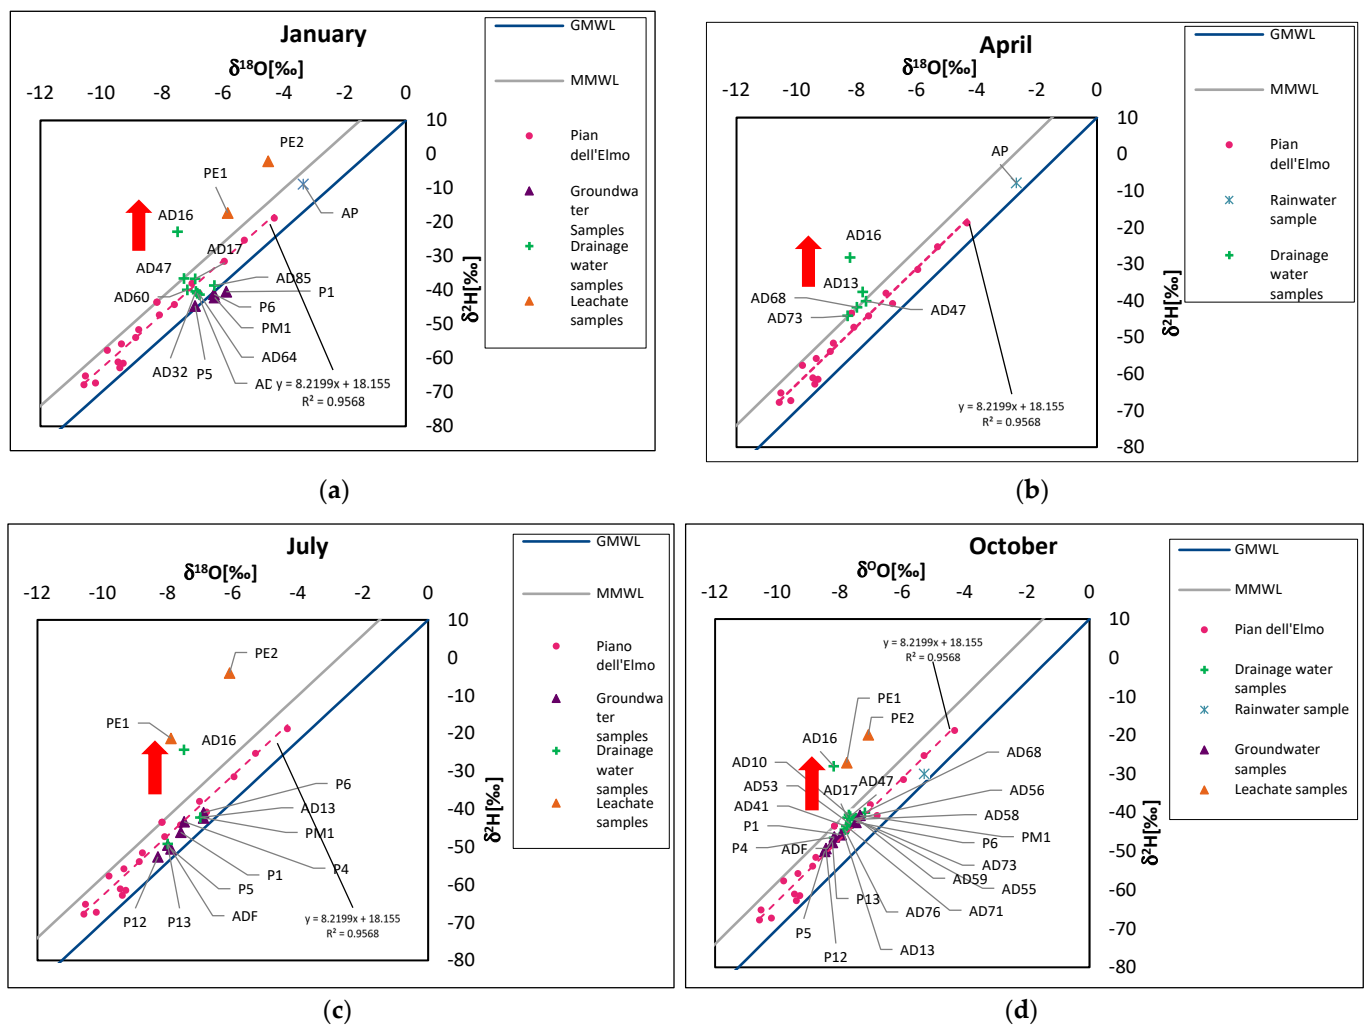 January
δ18O[‰]
-12 -10 -8 -6 -4 -2 0
10
0
-10
-20
-30
-40
-50
-60
-70
-80
δ2H[‰]
PE2
PE1
AD16
AP
AD17
AD47
AD85
AD60
P1
P6
PM1
AD64
AD32
P5
AD
y = 8.2199x + 18.155
R² = 0.9568
GMWL
MMWL
Pian
dell'Elmo
Groundwa
ter
Samples
Drainage
water
samples
Leachate
samples
(a)
April
δ18O[‰]
-12 -10 -8 -6 -4 -2 0
10
0
-10
-20
-30
-40
-50
-60
-70
-80
δ2H[‰]
AP
AD16
AD13
AD68
AD73
AD47
y = 8.2199x + 18.155
R² = 0.9568
GMWL
MMWL
Pian
dell'Elmo
Rainwater
sample
Drainage
water
samples
(b)
July
δ18O[‰]
-12 -10 -8 -6 -4 -2 0
10
0
-10
-20
-30
-40
-50
-60
-70
-80
δ2H[‰]
PE2
PE1
AD16
P6
AD13
PM1
P4
P1
P5
ADF
P12
P13
y = 8.2199x + 18.155
R² = 0.9568
GMWL
MMWL
Piano
dell'Elmo
Groundwa
ter
samples
Drainage
water
samples
Leachate
samples
(c)
October
δOO[‰]
-12 -10 -8 -6 -4 -2 0
10
0
-10
-20
-30
-40
-50
-60
-70
-80
δ2H[‰]
y = 8.2199x + 18.155
R² = 0.9568
PE1
PE2
AD16
AD68
AD10
AD53
AD47
AD17
AD56
AD41
AD58
P1
PM1
P4
P6
ADF
AD73
AD59
AD55
P13
AD76
AD71
P5
AD13
P12
GMWL
MMWL
Pian dell'Elmo
Drainage water
samples
Rainwater sample
Groundwater
samples
Leachate samples
(d)